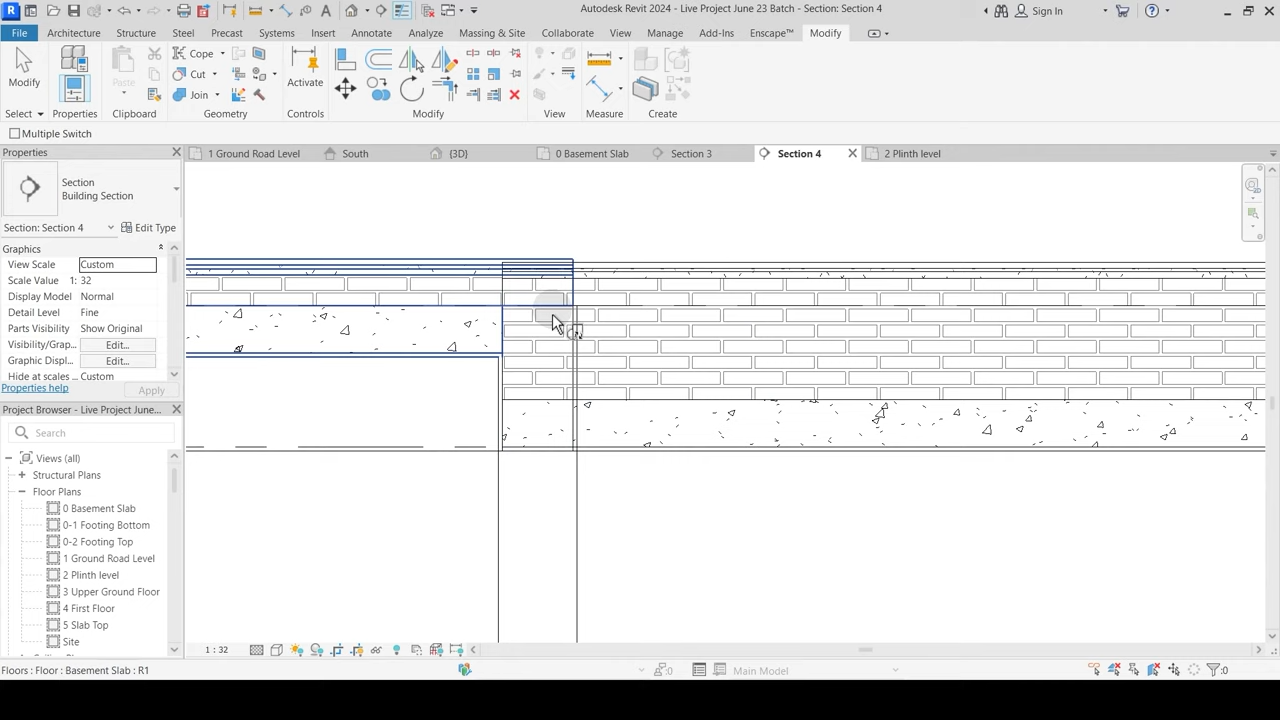 Autodesk Revit 2024 - Live Project June 23 Batch - Section: Section 4
Sign In
File Architecture Structure Steel Precast Systems Insert Annotate Analyze Massing & Site Collaborate View Manage Add-Ins Enscape™ Modify
Modify
Cope
Cut
Join
Paste
Activate
Select Properties Clipboard Geometry Controls Modify View Measure Create
Multiple Switch
Properties
1 Ground Road Level South {3D} 0 Basement Slab Section 3 Section 4 2 Plinth level
Section
Building Section
Section: Section 4 Edit Type
Graphics
View Scale Custom
Scale Value 1: 32
Display Model Normal
Detail Level Fine
Parts Visibility Show Original
Visibility/Grap... Edit...
Graphic Displ... Edit...
Hide at scales ... Custom
Properties help Apply
Project Browser - Live Project June...
Search
Views (all)
Structural Plans
Floor Plans
0 Basement Slab
0-1 Footing Bottom
0-2 Footing Top
1 Ground Road Level
2 Plinth level
3 Upper Ground Floor
4 First Floor
5 Slab Top
Site
1 : 32
Floors : Floor : Basement Slab : R1
:0
Main Model
:0